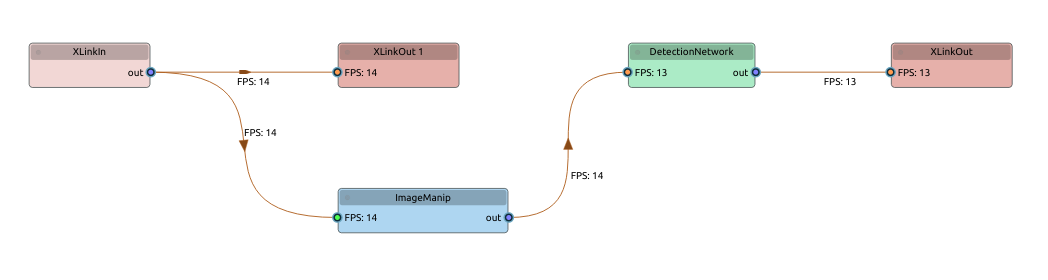 XLinkIn
out
FPS: 14
FPS: 14
XLinkOut 1
FPS: 14
ImageManip
FPS: 14
out
FPS: 14
DetectionNetwork
FPS: 13
out
FPS: 13
XLinkOut
FPS: 13